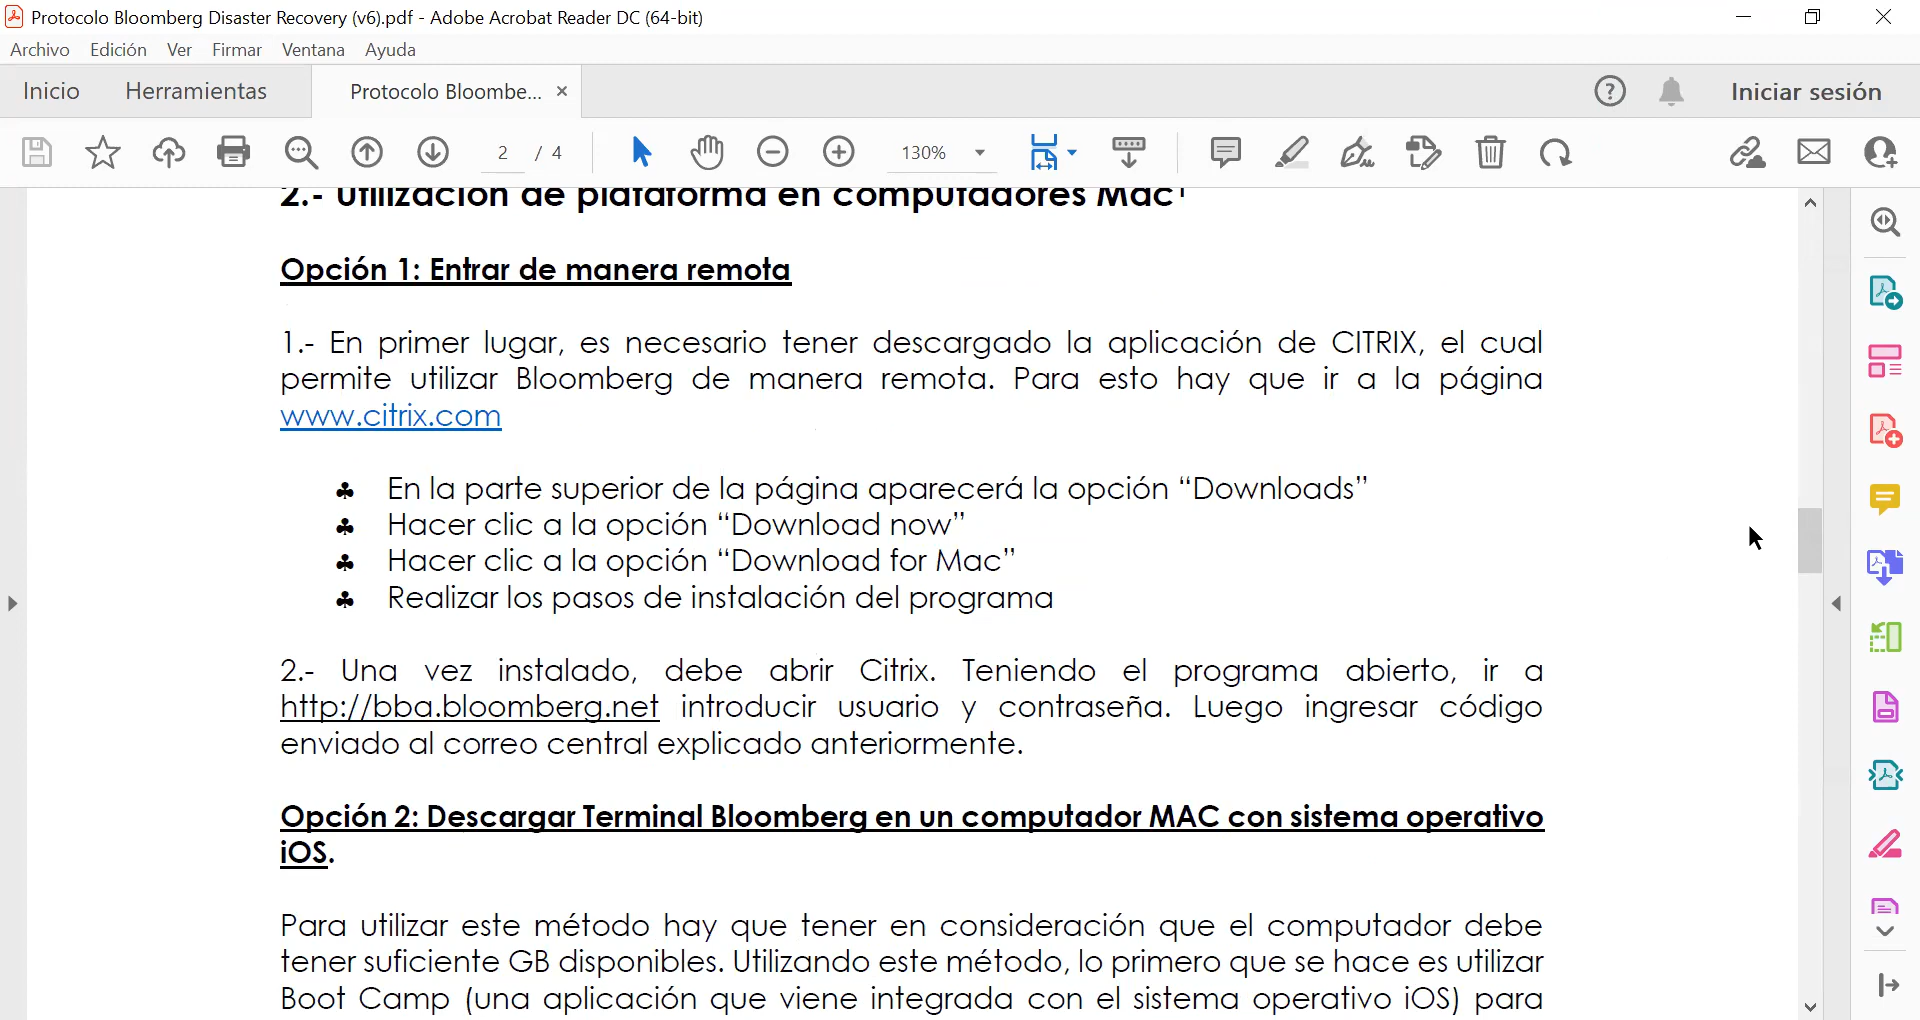 Protocolo Bloomberg Disaster Recovery (v6).pdf - Adobe Acrobat Reader DC (64-bit)
Archivo Edición Ver Firmar Ventana Ayuda
Inicio Herramientas Protocolo Bloombe... × Iniciar sesión
2 / 4 130%
2.- Utilización de plataforma en computadores Mac¹
Opción 1: Entrar de manera remota
1.- En primer lugar, es necesario tener descargado la aplicación de CITRIX, el cual
permite utilizar Bloomberg de manera remota. Para esto hay que ir a la página
www.citrix.com
♣ En la parte superior de la página aparecerá la opción “Downloads”
♣ Hacer clic a la opción “Download now”
♣ Hacer clic a la opción “Download for Mac”
♣ Realizar los pasos de instalación del programa
2.- Una vez instalado, debe abrir Citrix. Teniendo el programa abierto, ir a
http://bba.bloomberg.net introducir usuario y contraseña. Luego ingresar código
enviado al correo central explicado anteriormente.
Opción 2: Descargar Terminal Bloomberg en un computador MAC con sistema operativo
iOS.
Para utilizar este método hay que tener en consideración que el computador debe
tener suficiente GB disponibles. Utilizando este método, lo primero que se hace es utilizar
Boot Camp (una aplicación que viene integrada con el sistema operativo iOS) para